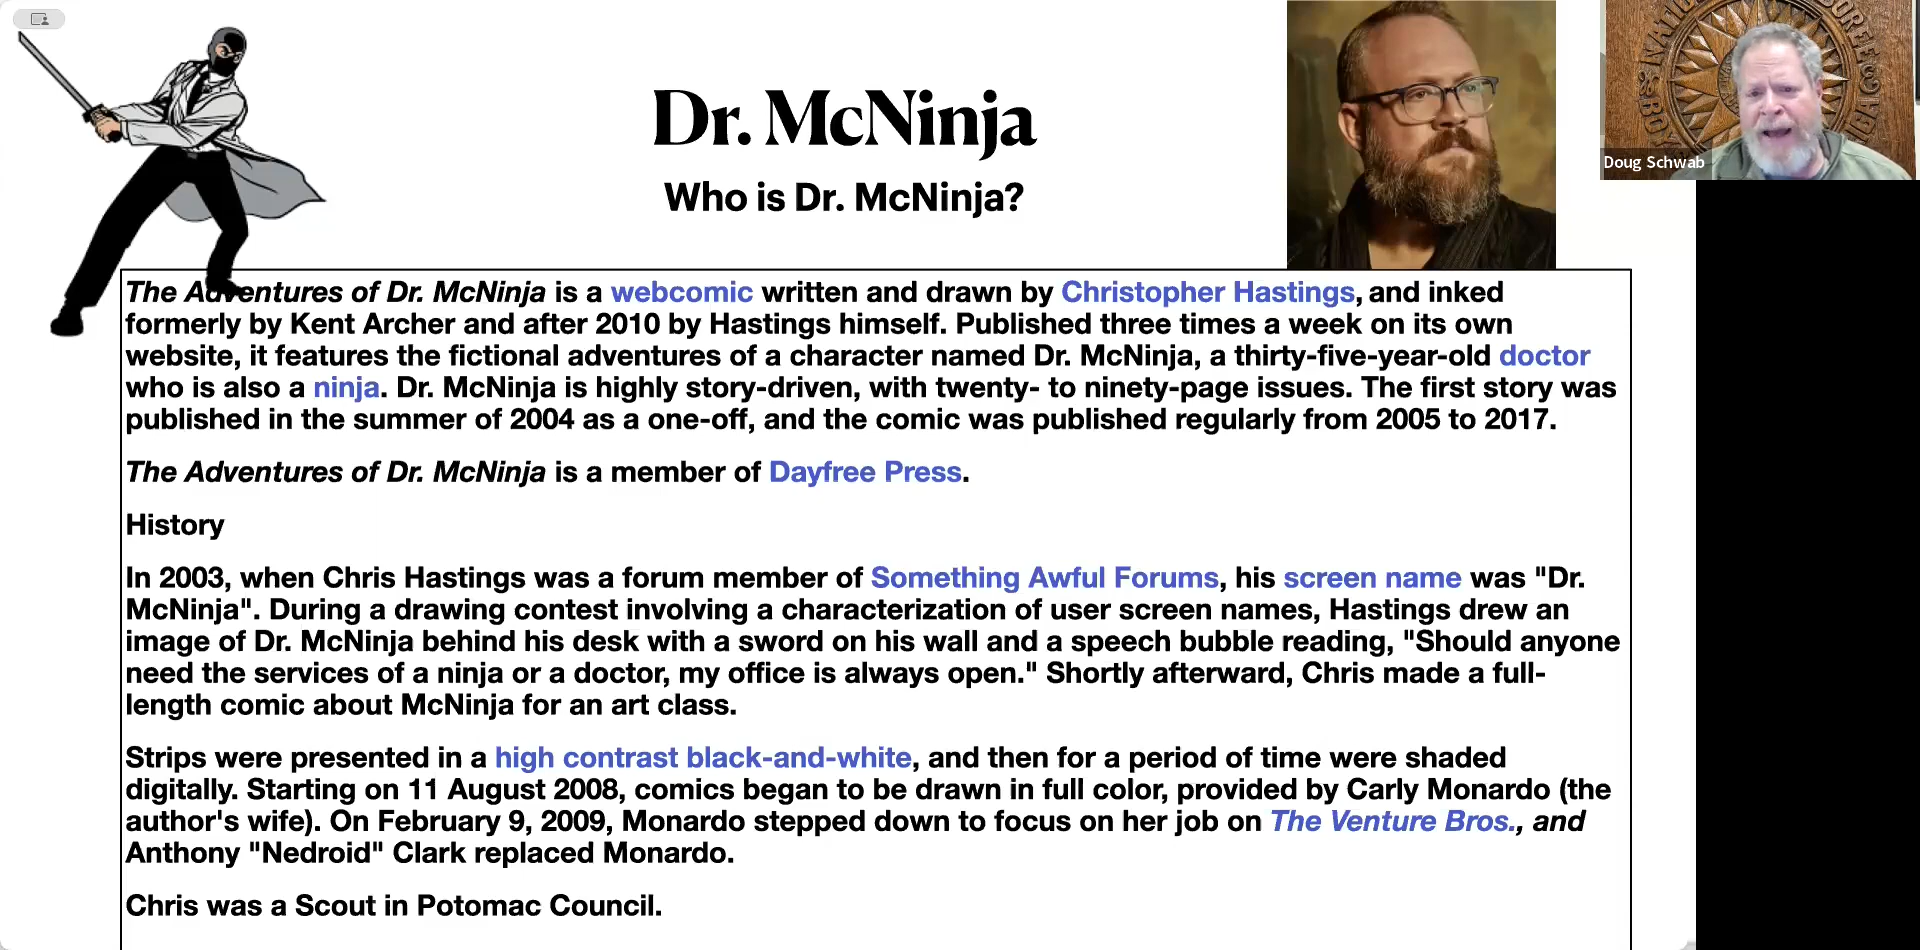 Dr. McNinja
Who is Dr. McNinja?
Doug Schwab
The Adventures of Dr. McNinja is a webcomic written and drawn by Christopher Hastings, and inked
formerly by Kent Archer and after 2010 by Hastings himself. Published three times a week on its own
website, it features the fictional adventures of a character named Dr. McNinja, a thirty-five-year-old doctor
who is also a ninja. Dr. McNinja is highly story-driven, with twenty- to ninety-page issues. The first story was
published in the summer of 2004 as a one-off, and the comic was published regularly from 2005 to 2017.
The Adventures of Dr. McNinja is a member of Dayfree Press.
History
In 2003, when Chris Hastings was a forum member of Something Awful Forums, his screen name was "Dr.
McNinja". During a drawing contest involving a characterization of user screen names, Hastings drew an
image of Dr. McNinja behind his desk with a sword on his wall and a speech bubble reading, "Should anyone
need the services of a ninja or a doctor, my office is always open." Shortly afterward, Chris made a full-
length comic about McNinja for an art class.
Strips were presented in a high contrast black-and-white, and then for a period of time were shaded
digitally. Starting on 11 August 2008, comics began to be drawn in full color, provided by Carly Monardo (the
author's wife). On February 9, 2009, Monardo stepped down to focus on her job on The Venture Bros., and
Anthony "Nedroid" Clark replaced Monardo.
Chris was a Scout in Potomac Council.